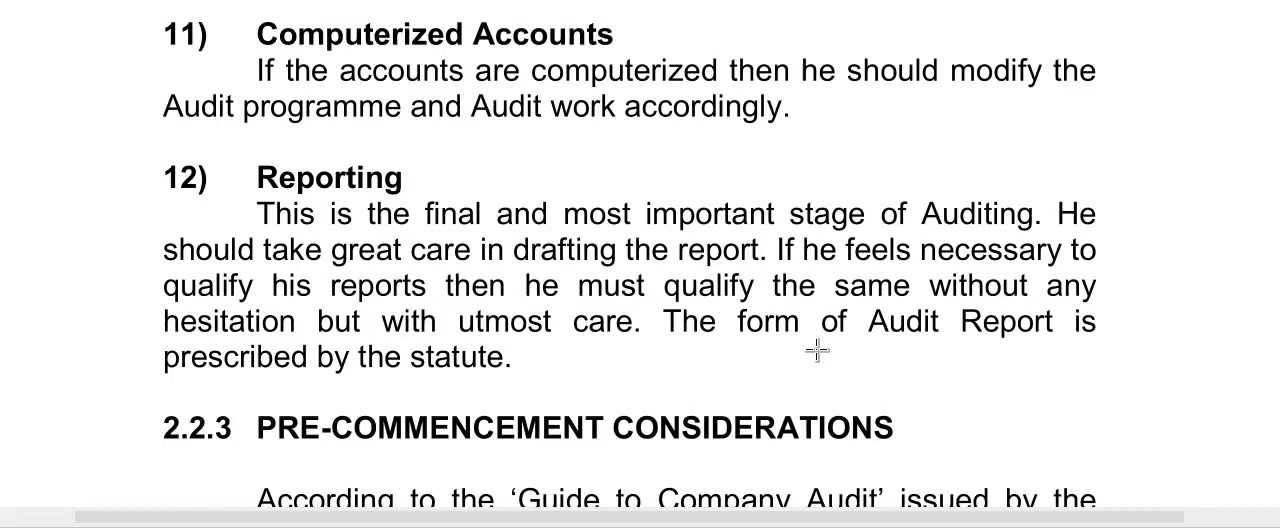 11) Computerized Accounts
If the accounts are computerized then he should modify the
Audit programme and Audit work accordingly.
12) Reporting
This is the final and most important stage of Auditing. He
should take great care in drafting the report. If he feels necessary to
qualify his reports then he must qualify the same without any
hesitation but with utmost care. The form of Audit Report is
prescribed by the statute.
2.2.3 PRE-COMMENCEMENT CONSIDERATIONS
According to the ‘Guide to Company Audit’ issued by the